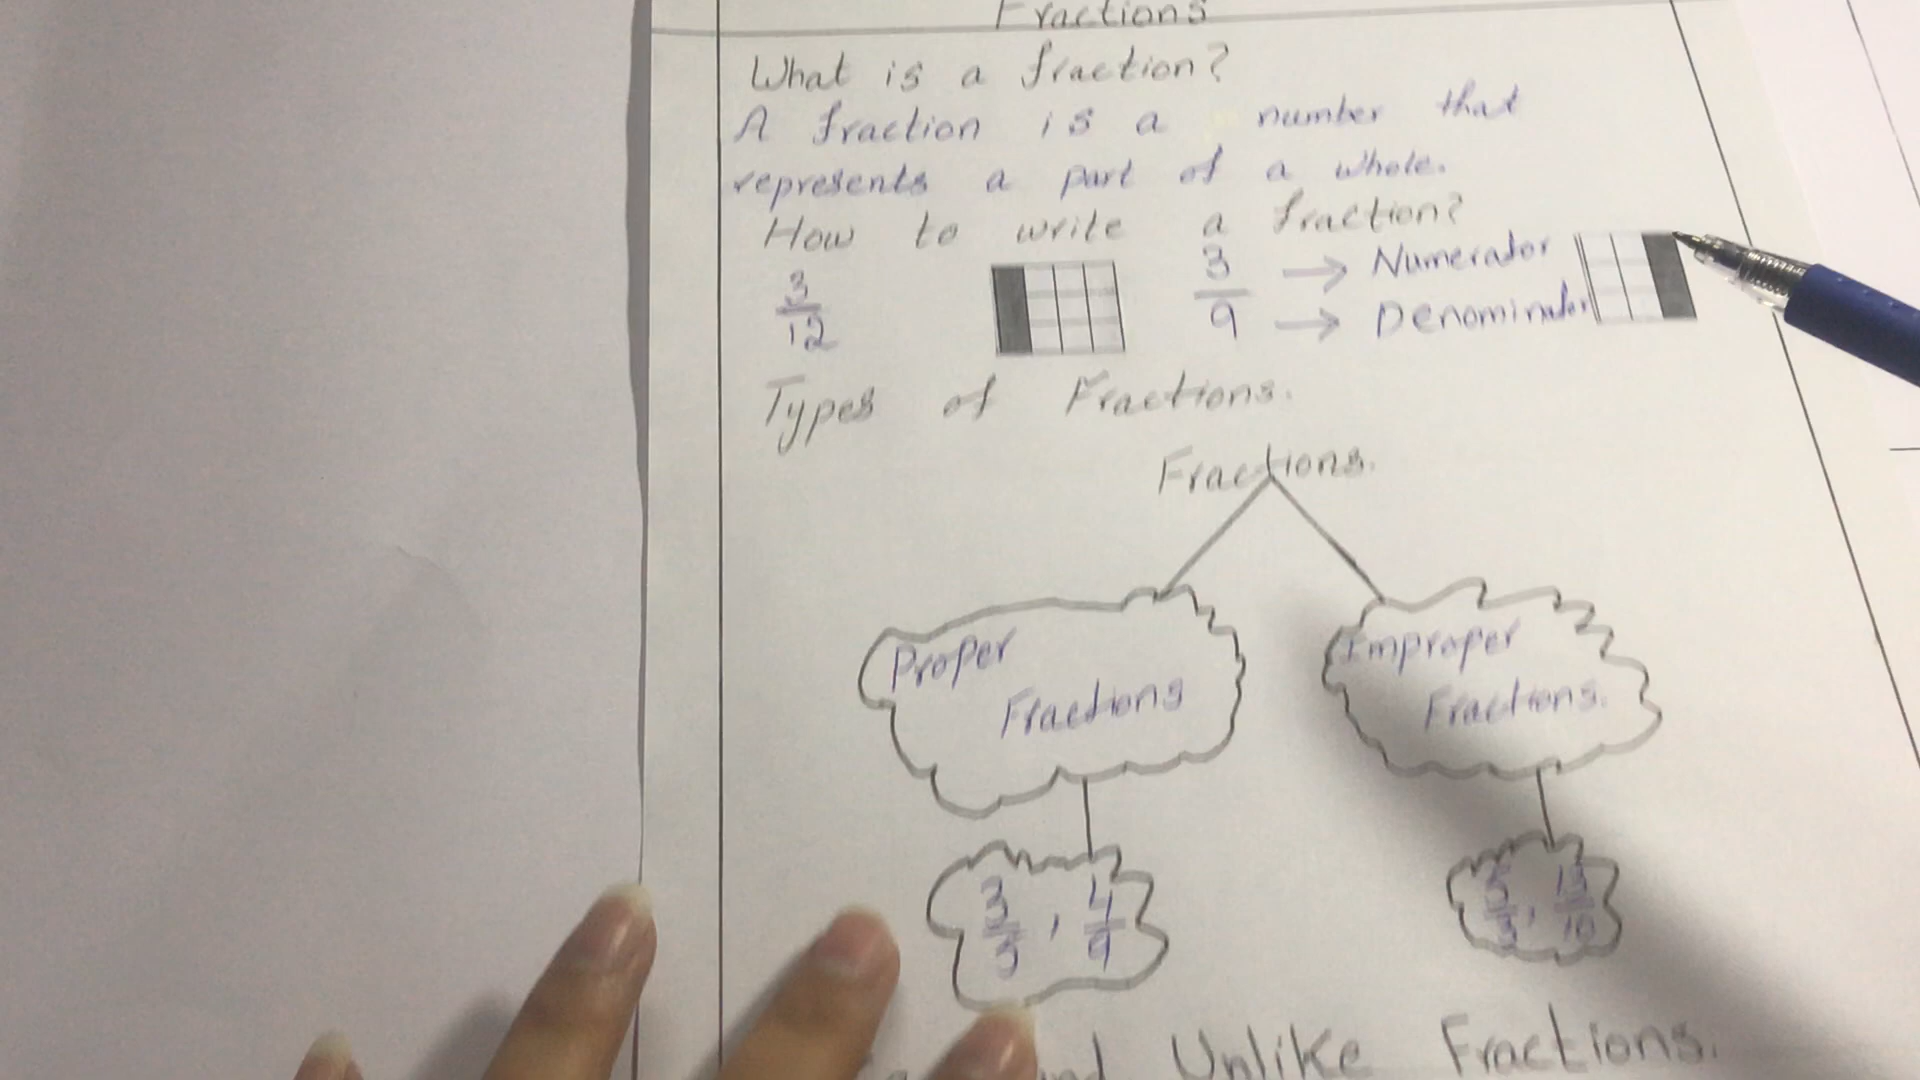 Fractions
What is a fraction?
A fraction is a number that
represents a part of a whole.
How to write a fraction?
3/12
3/9 → Numerator
→ Denominator
Types of Fractions.
Fractions.
Proper Fractions
Improper Fractions.
4/9
5/3, 13/10
Unlike Fractions.